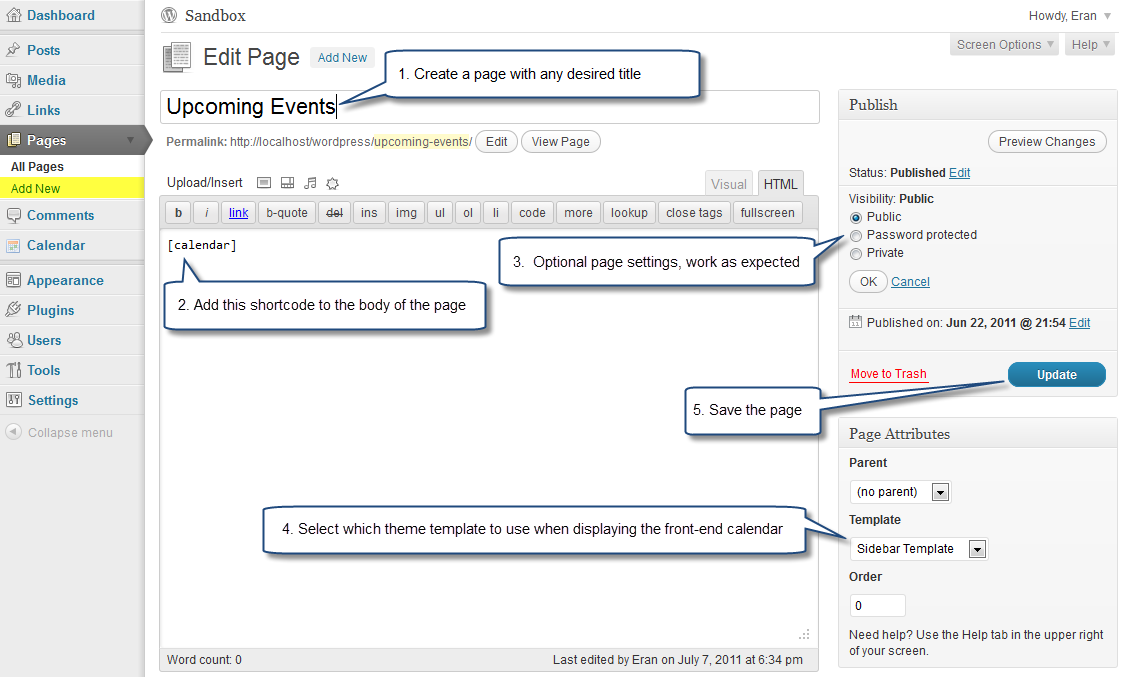 Dashboard
Posts
Media
Links
Pages
All Pages
Add New
Comments
Calendar
Appearance
Plugins
Users
Tools
Settings
Collapse menu
Sandbox
Howdy, Eran
Screen Options
Help
Edit Page
Add New
1. Create a page with any desired title
Upcoming Events
Permalink: http://localhost/wordpress/upcoming-events/ Edit View Page
Upload/Insert
Visual
HTML
b i link b-quote del ins img ul ol li code more lookup close tags fullscreen
[calendar]
2. Add this shortcode to the body of the page
3. Optional page settings, work as expected
5. Save the page
4. Select which theme template to use when displaying the front-end calendar
Word count: 0
Last edited by Eran on July 7, 2011 at 6:34 pm
Publish
Preview Changes
Status: Published Edit
Visibility: Public
Public
Password protected
Private
OK Cancel
11
Published on: Jun 22, 2011 @ 21:54 Edit
Move to Trash
Update
Page Attributes
Parent
(no parent)
Template
Sidebar Template
Order
0
Need help? Use the Help tab in the upper right
of your screen.